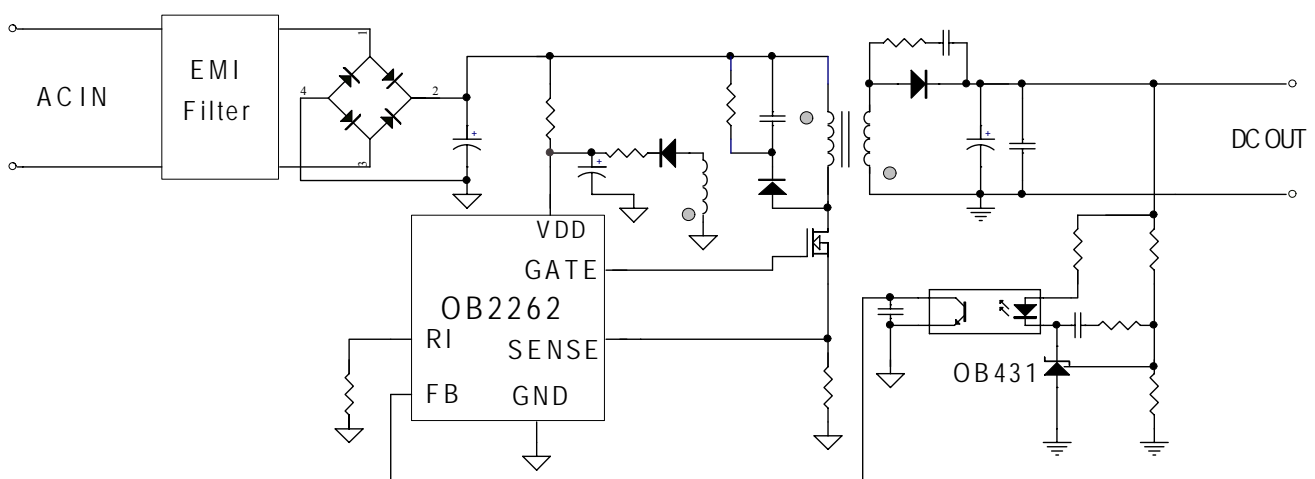 1
EMI
Filter
AC IN
4
2
3
DC OUT
VDD
GATE
OB2262
RI
SENSE
FB
GND
OB431